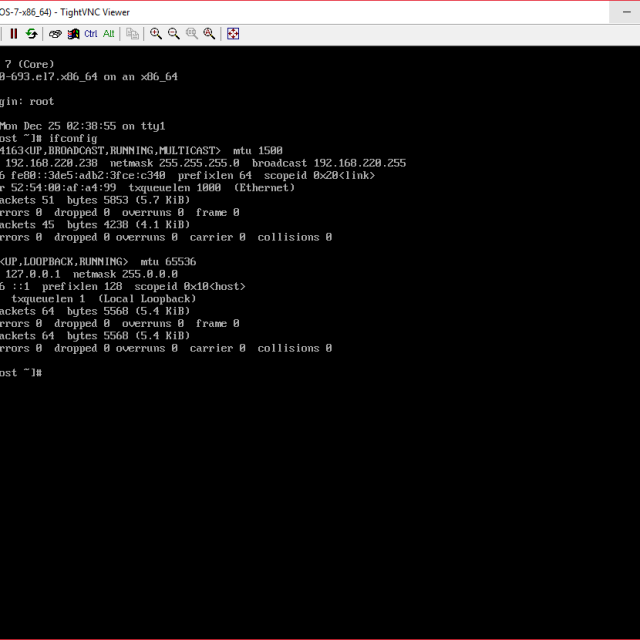 OS-7-x86_64) - TightVNC Viewer
Ctrl Alt
7 (Core)
0-693.el7.x86_64 on an x86_64
gin: root
Mon Dec 25 02:38:55 on tty1
ost ~]# ifconfig
4163<UP,BROADCAST,RUNNING,MULTICAST>  mtu 1500
192.168.220.238  netmask 255.255.255.0  broadcast 192.168.220.255
6 fe80::3de5:adb2:3fce:c340  prefixlen 64  scopeid 0x20<link>
r 52:54:00:af:a4:99  txqueuelen 1000  (Ethernet)
ackets 51  bytes 5853 (5.7 KiB)
rrors 0  dropped 0  overruns 0  frame 0
ackets 45  bytes 4238 (4.1 KiB)
rrors 0  dropped 0 overruns 0  carrier 0  collisions 0
<UP,LOOPBACK,RUNNING>  mtu 65536
127.0.0.1  netmask 255.0.0.0
6 ::1  prefixlen 128  scopeid 0x10<host>
txqueuelen 1  (Local Loopback)
ackets 64  bytes 5568 (5.4 KiB)
rrors 0  dropped 0  overruns 0  frame 0
ackets 64  bytes 5568 (5.4 KiB)
rrors 0  dropped 0 overruns 0  carrier 0  collisions 0
ost ~]#